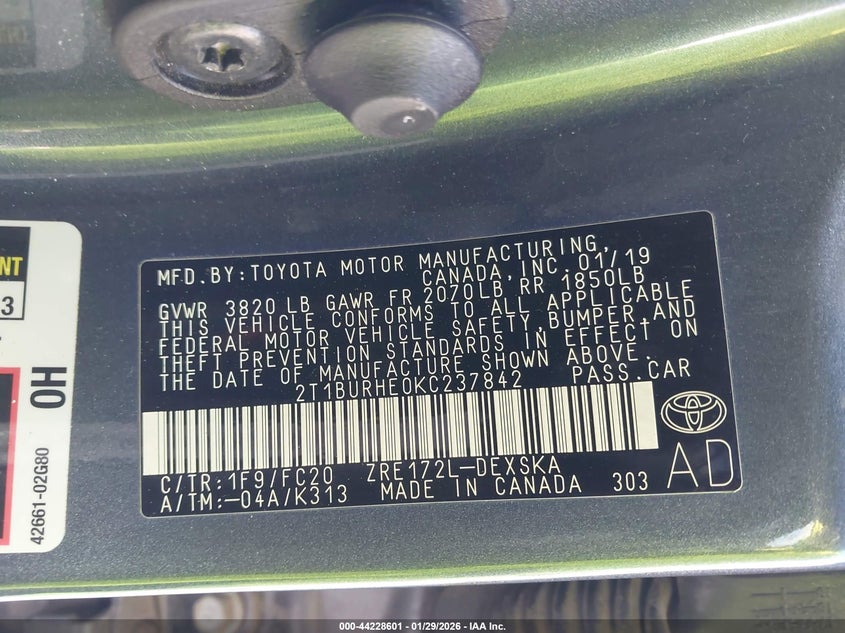 NT
3
OH
42661-02G80
MFD.BY:TOYOTA MOTOR MANUFACTURING,
CANADA,INC.01/19
GVWR 3820 LB GAWR FR 2070LB RR 1850LB
THIS VEHICLE CONFORMS TO ALL APPLICABLE
FEDERAL MOTOR VEHICLE SAFETY,BUMPER,AND
THEFT PREVENTION STANDARDS IN EFFECT ON
THE DATE OF MANUFACTURE SHOWN ABOVE.
2T1BURHE0KC237842 PASS.CAR
C/TR:1F9/FC20 ZRE172L-DEXSKA
A/TM:-04A/K313 MADE IN CANADA 303
AD
000-44228601 - 01/29/2026 - IAA Inc.